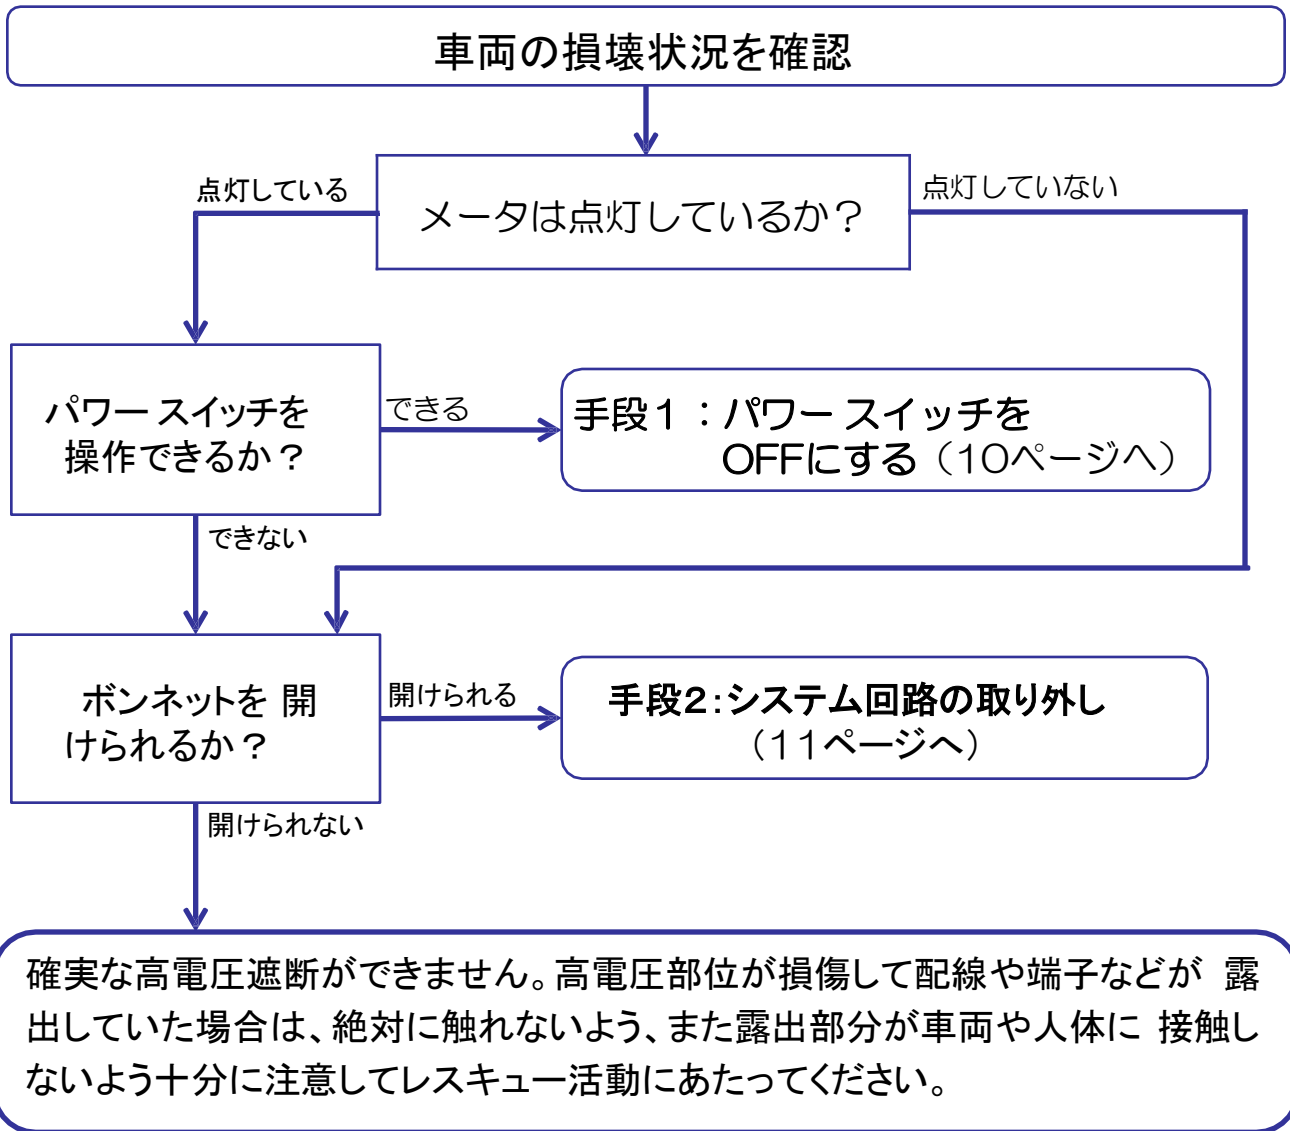 車両の損壊状況を確認
点灯している
メータは点灯しているか？
点灯していない
パワー スイッチを
操作できるか？
できる
手段１：パワー スイッチを
OFFにする（10ページへ）
できない
ボンネットを 開
けられるか？
開けられる
手段２：システム回路の取り外し
（11ページへ）
開けられない
確実な高電圧遮断ができません。高電圧部位が損傷して配線や端子などが 露
出していた場合は、絶対に触れないよう、また露出部分が車両や人体に 接触し
ないよう十分に注意してレスキュー活動にあたってください。